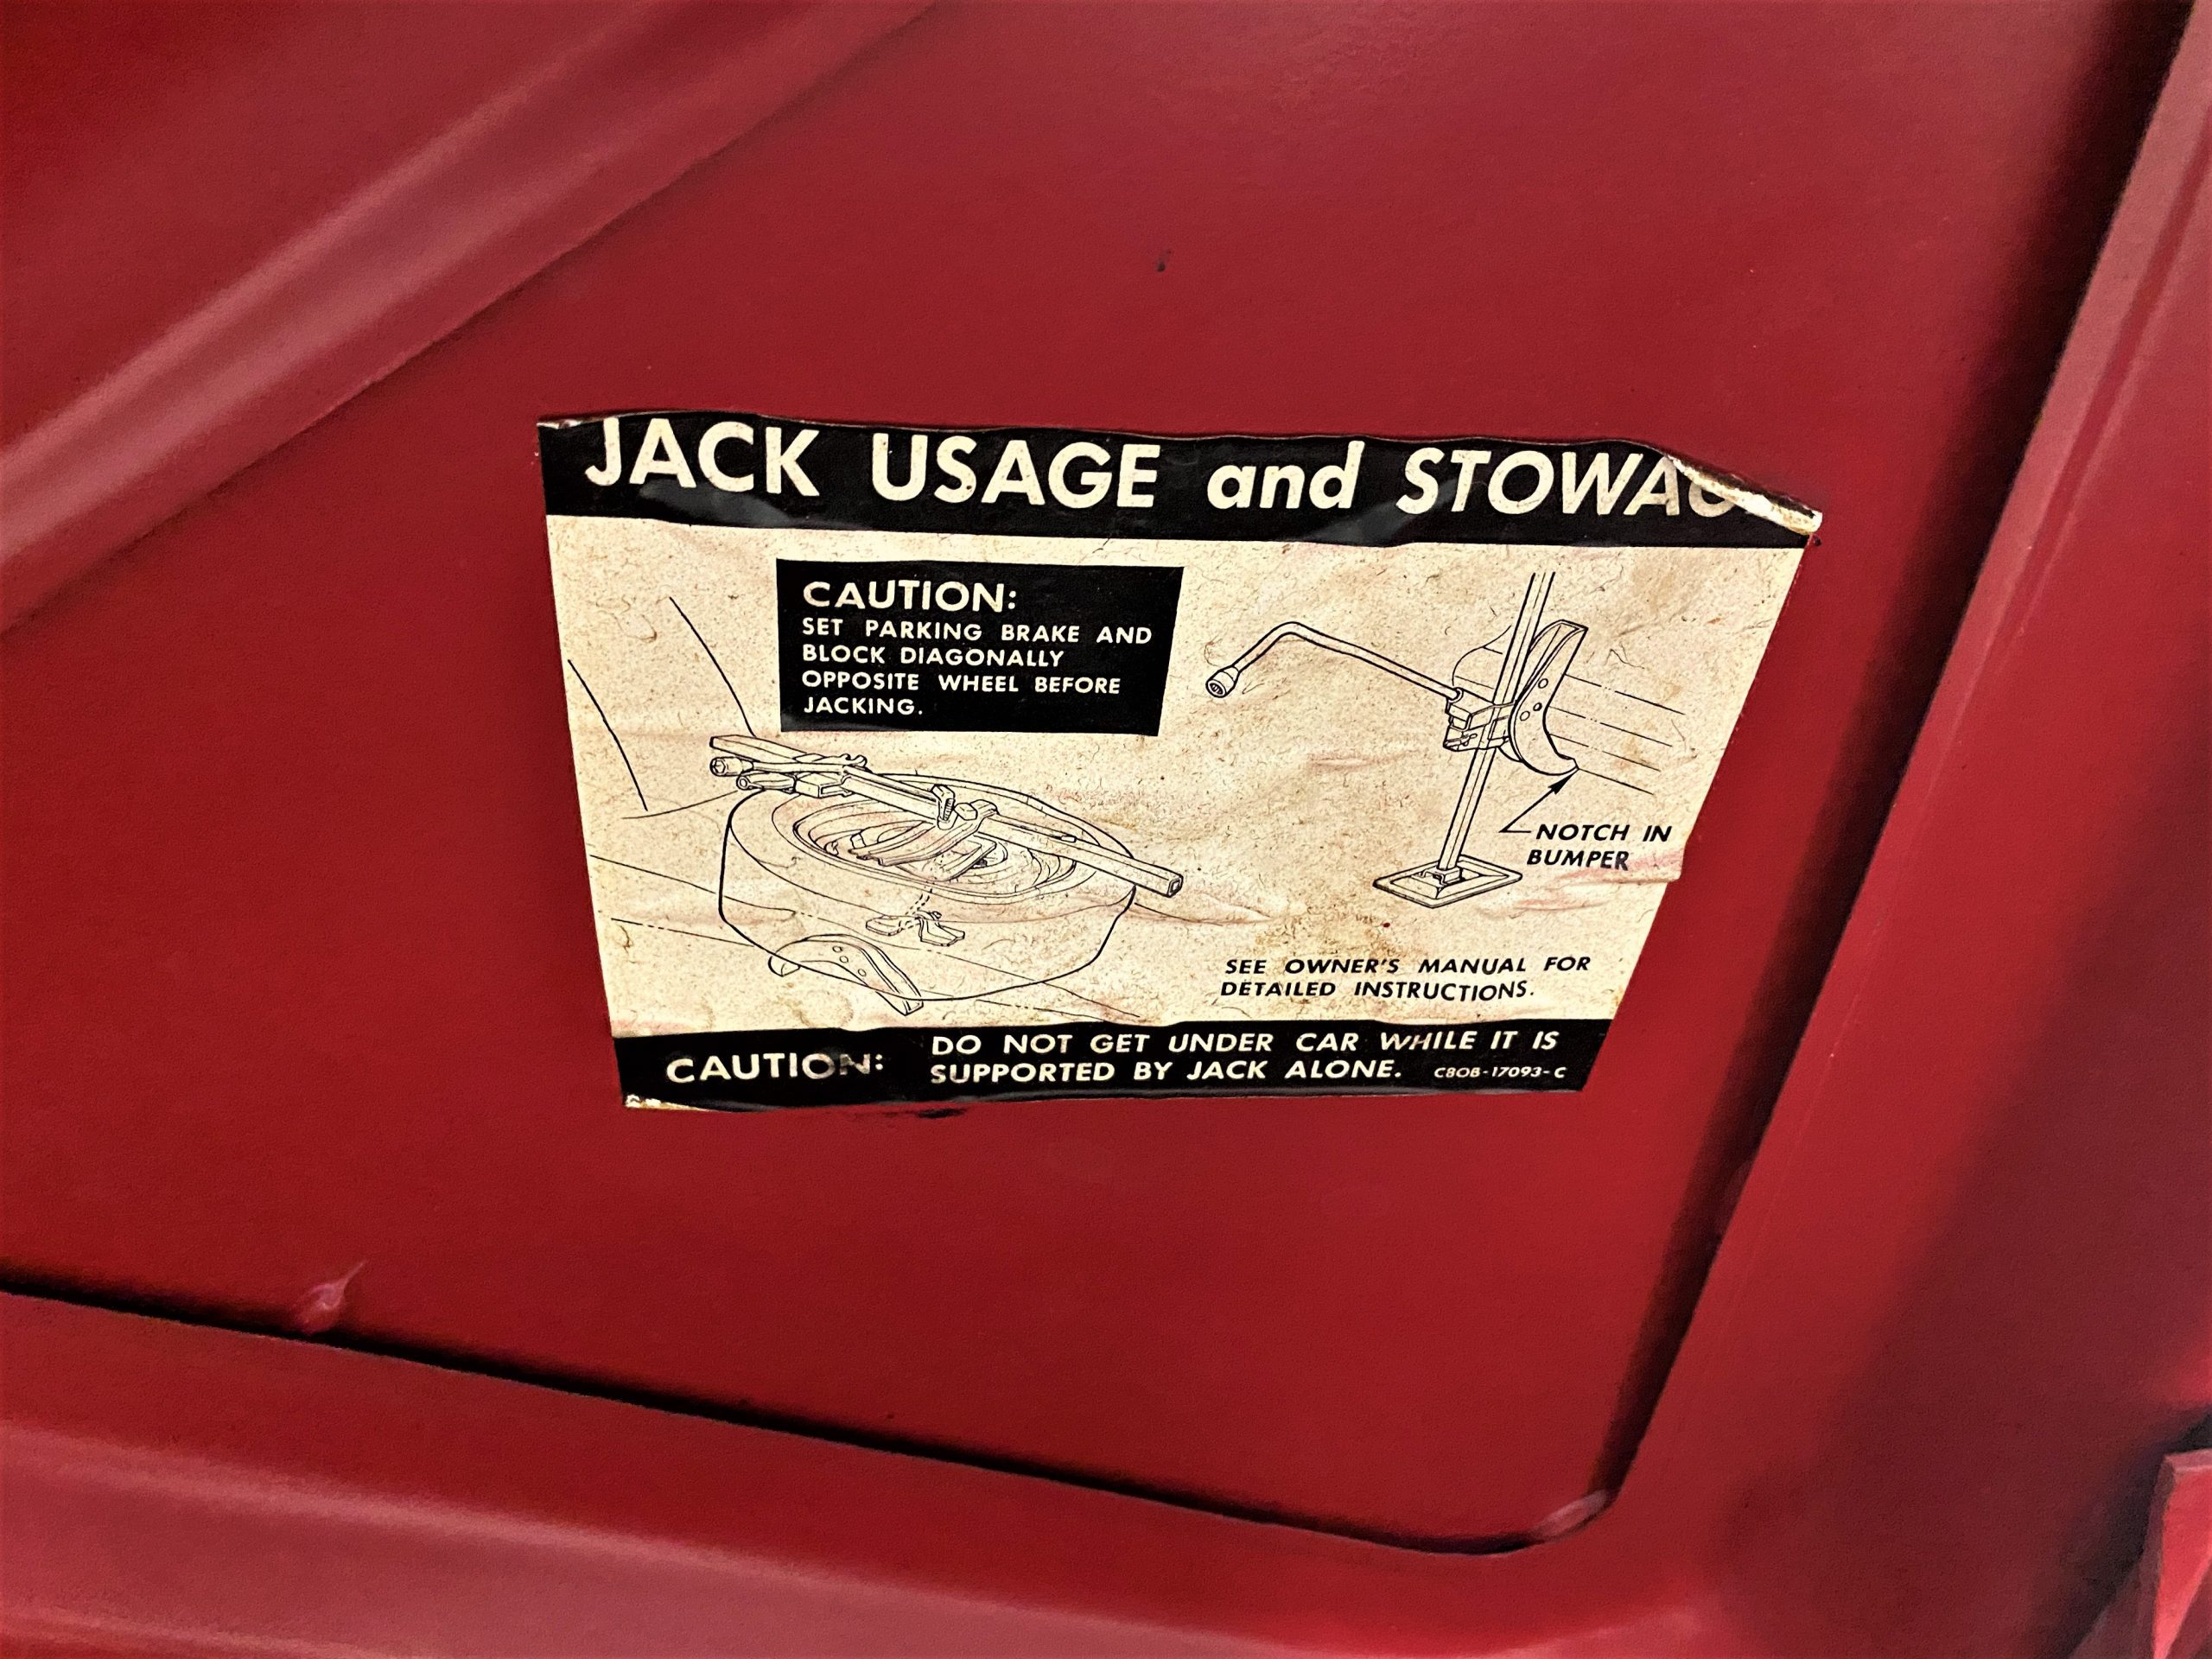 JACK USAGE and STOWAG
CAUTION:
SET PARKING BRAKE AND
BLOCK DIAGONALLY
OPPOSITE WHEEL BEFORE
JACKING.
NOTCH IN
BUMPER
SEE OWNER'S MANUAL FOR
DETAILED INSTRUCTIONS.
CAUTION: DO NOT GET UNDER CAR WHILE IT IS
SUPPORTED BY JACK ALONE. C8OB-17093-C